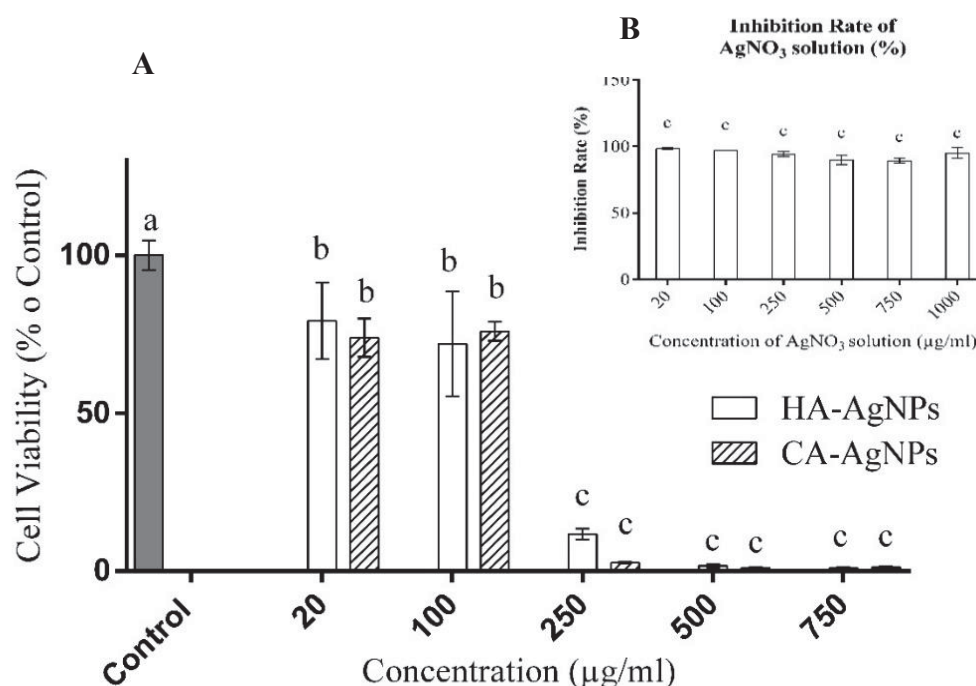 A
Cell Viability (% o Control)
100
50
0
a
b
b
b
b
c
c
c
c
c
c
Control
20
100
250
500
750
Concentration (µg/ml)
B
Inhibition Rate of
AgNO₃ solution (%)
Inhibition Rate (%)
150
100
50
0
c
c
c
c
c
c
20
100
250
500
750
1000
Concentration of AgNO₃ solution (µg/ml)
HA-AgNPs
CA-AgNPs